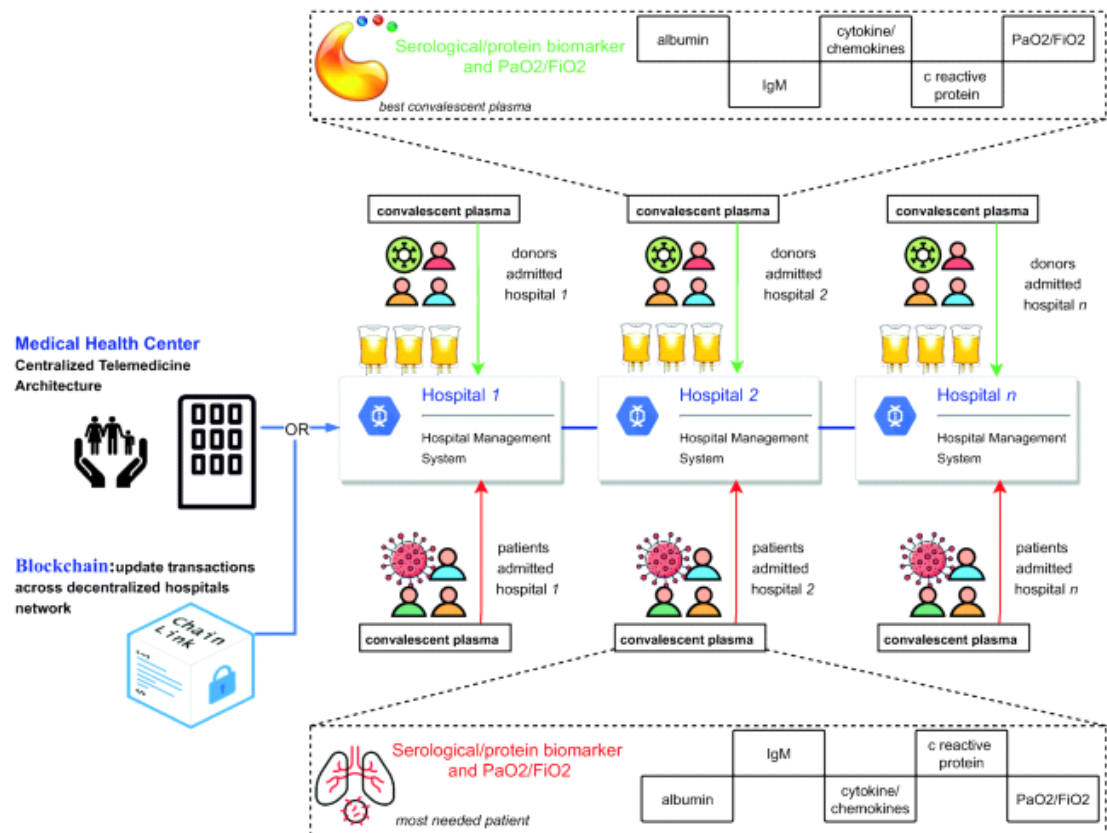 Serological/protein biomarker
and PaO2/FiO2
best convalescent plasma
albumin
IgM
cytokine/
chemokines
c reactive
protein
PaO2/FiO2
convalescent plasma
convalescent plasma
convalescent plasma
donors
admitted
hospital 1
donors
admitted
hospital 2
donors
admitted
hospital n
Medical Health Center
Centralized Telemedicine
Architecture
OR
Hospital 1
Hospital Management
System
Hospital 2
Hospital Management
System
Hospital n
Hospital Management
System
Blockchain:update transactions
across decentralized hospitals
network
Chain
Link
patients
admitted
hospital 1
patients
admitted
hospital 2
patients
admitted
hospital n
convalescent plasma
convalescent plasma
convalescent plasma
Serological/protein biomarker
and PaO2/FiO2
most needed patient
albumin
IgM
cytokine/
chemokines
c reactive
protein
PaO2/FiO2